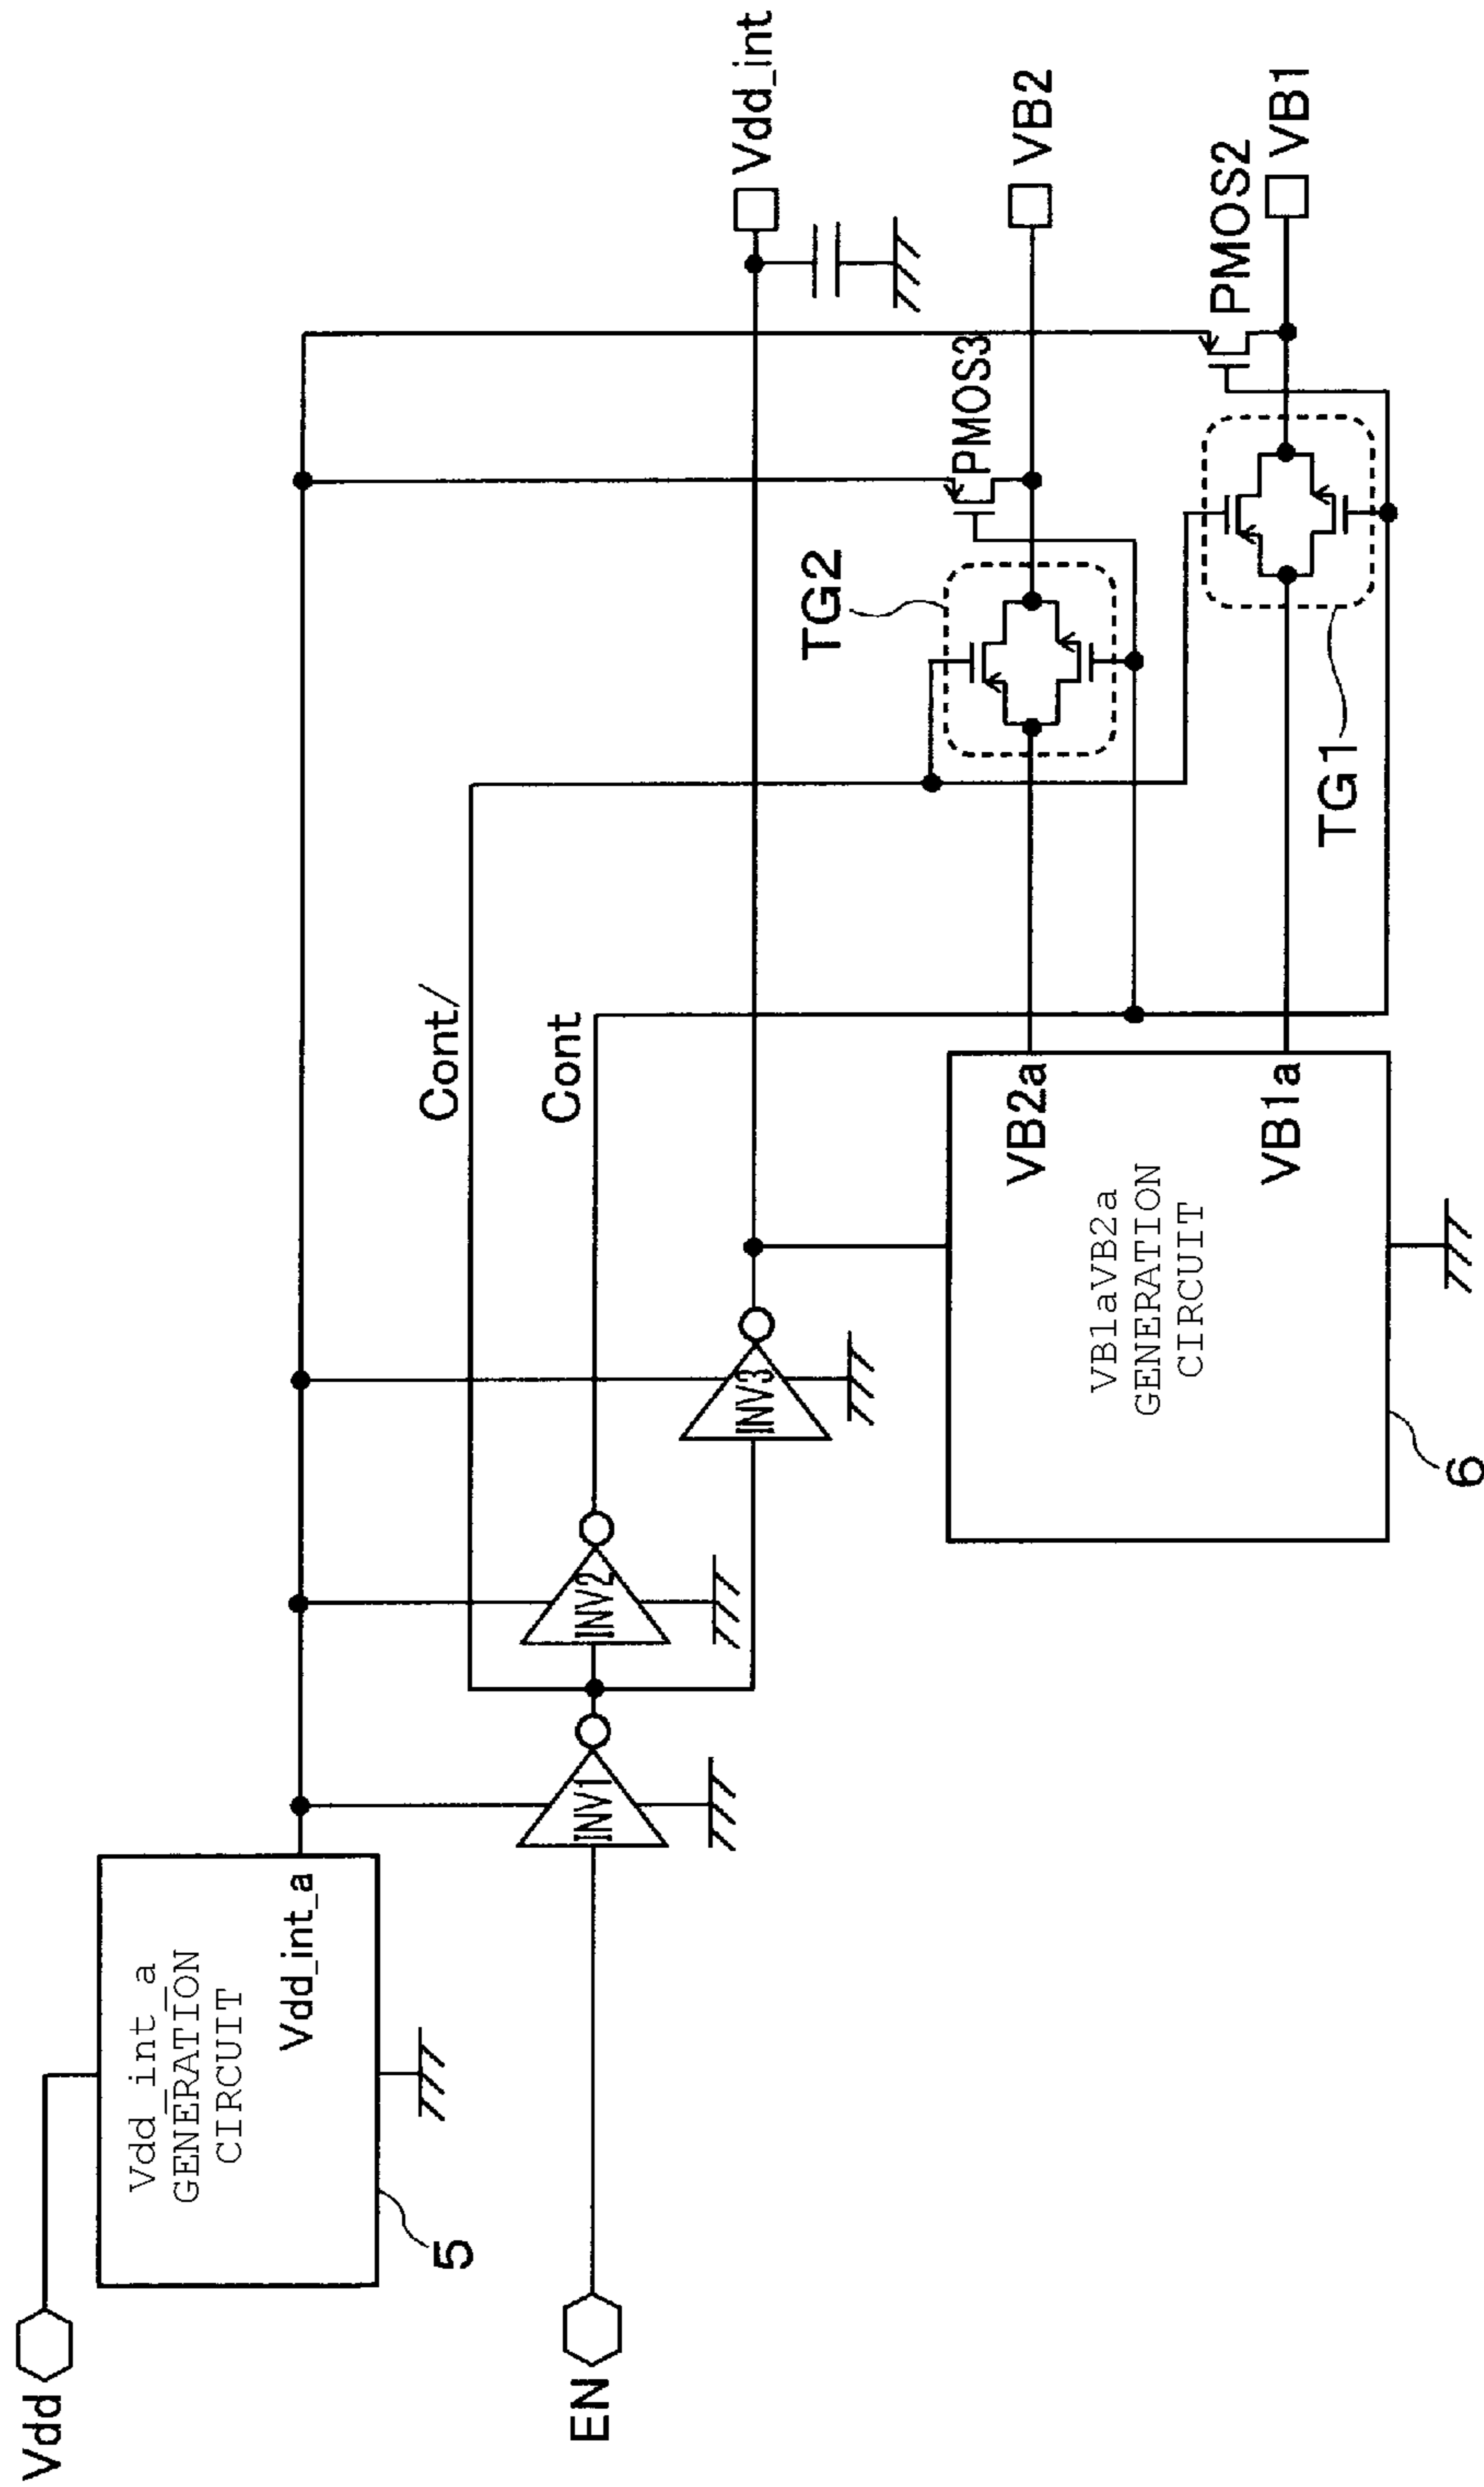 Vdd
Vdd_int_a
GENERATION
CIRCUIT
Vdd_int_a
5
EN
INV1
INV2
INV3
Cont/
Cont
VB1aVB2a
GENERATION
CIRCUIT
VB2a
VB1a
6
TG2
TG1
PMOS3
PMOS2
Vdd_int
VB2
VB1